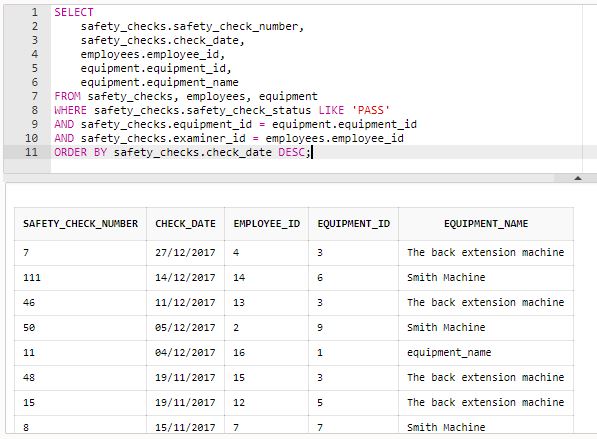 1 SELECT
2 safety_checks.safety_check_number,
3 safety_checks.check_date,
4 employees.employee_id,
5 equipment.equipment_id,
6 equipment.equipment_name
7 FROM safety_checks, employees, equipment
8 WHERE safety_checks.safety_check_status LIKE 'PASS'
9 AND safety_checks.equipment_id = equipment.equipment_id
10 AND safety_checks.examiner_id = employees.employee_id
11 ORDER BY safety_checks.check_date DESC;
SAFETY_CHECK_NUMBER CHECK_DATE EMPLOYEE_ID EQUIPMENT_ID EQUIPMENT_NAME
7 27/12/2017 4 3 The back extension machine
111 14/12/2017 14 6 Smith Machine
46 11/12/2017 13 3 The back extension machine
50 05/12/2017 2 9 Smith Machine
11 04/12/2017 16 1 equipment_name
48 19/11/2017 15 3 The back extension machine
15 19/11/2017 12 5 The back extension machine
8 15/11/2017 7 7 Smith Machine